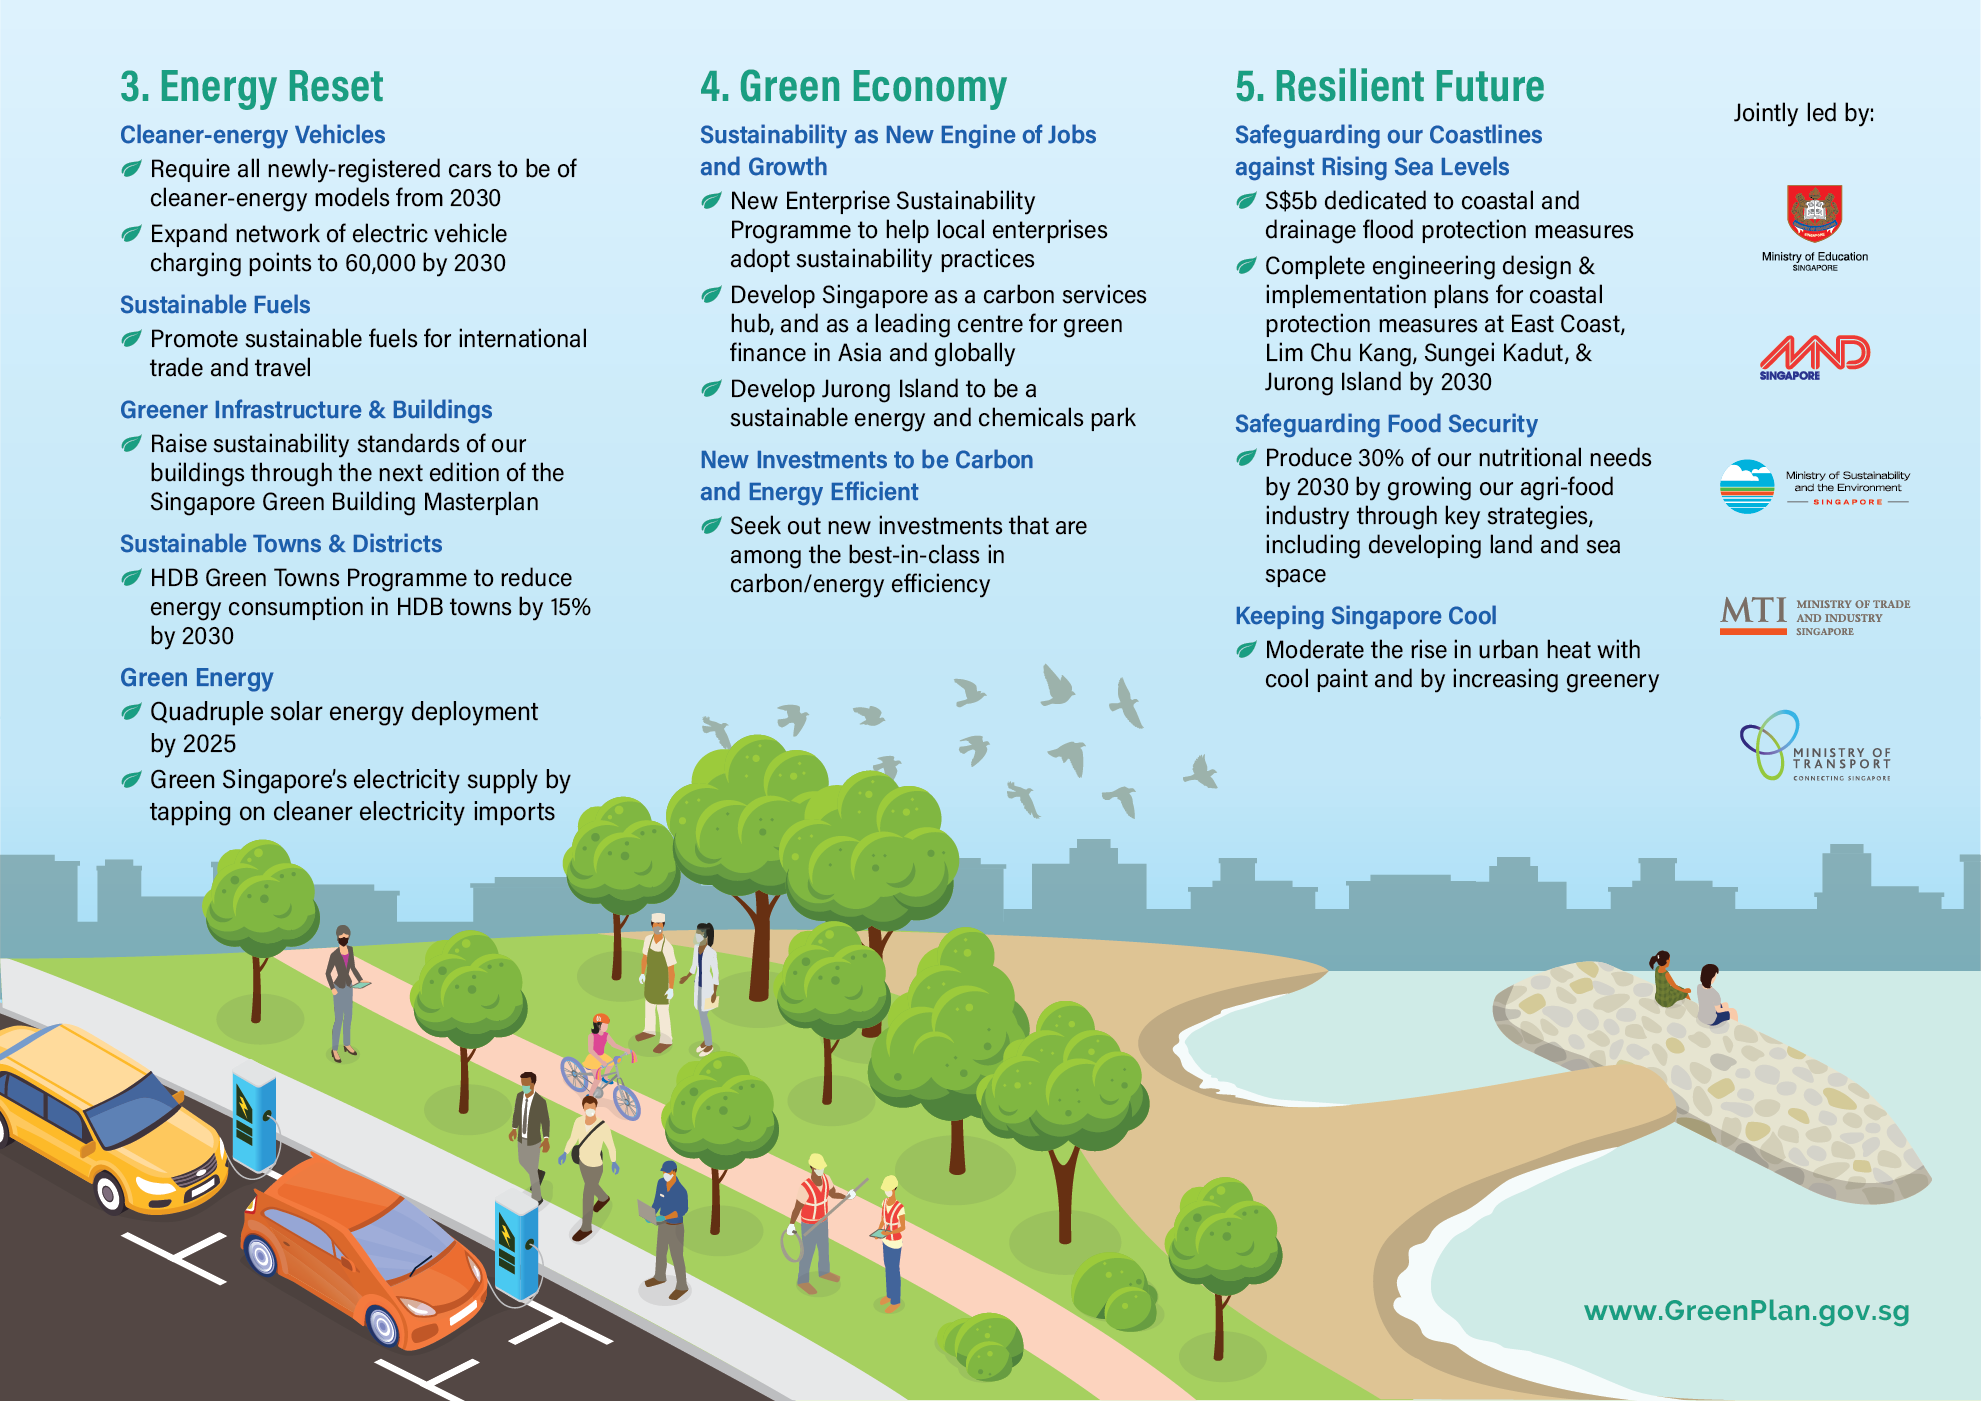 3. Energy Reset
Cleaner-energy Vehicles
Require all newly-registered cars to be of
cleaner-energy models from 2030
Expand network of electric vehicle
charging points to 60,000 by 2030
Sustainable Fuels
Promote sustainable fuels for international
trade and travel
Greener Infrastructure & Buildings
Raise sustainability standards of our
buildings through the next edition of the
Singapore Green Building Masterplan
Sustainable Towns & Districts
HDB Green Towns Programme to reduce
energy consumption in HDB towns by 15%
by 2030
Green Energy
Quadruple solar energy deployment
by 2025
Green Singapore's electricity supply by
tapping on cleaner electricity imports
4. Green Economy
Sustainability as New Engine of Jobs
and Growth
New Enterprise Sustainability
Programme to help local enterprises
adopt sustainability practices
Develop Singapore as a carbon services
hub, and as a leading centre for green
finance in Asia and globally
Develop Jurong Island to be a
sustainable energy and chemicals park
New Investments to be Carbon
and Energy Efficient
Seek out new investments that are
among the best-in-class in
carbon/energy efficiency
5. Resilient Future
Safeguarding our Coastlines
against Rising Sea Levels
S$5b dedicated to coastal and
drainage flood protection measures
Complete engineering design &
implementation plans for coastal
protection measures at East Coast,
Lim Chu Kang, Sungei Kadut, &
Jurong Island by 2030
Safeguarding Food Security
Produce 30% of our nutritional needs
by 2030 by growing our agri-food
industry through key strategies,
including developing land and sea
space
Keeping Singapore Cool
Moderate the rise in urban heat with
cool paint and by increasing greenery
Jointly led by:
Ministry of Education
SINGAPORE
MND
SINGAPORE
Ministry of Sustainability
and the Environment
SINGAPORE
MTI
MINISTRY OF TRADE
AND INDUSTRY
SINGAPORE
MINISTRY OF
TRANSPORT
CONNECTING SINGAPORE
www.GreenPlan.gov.sg